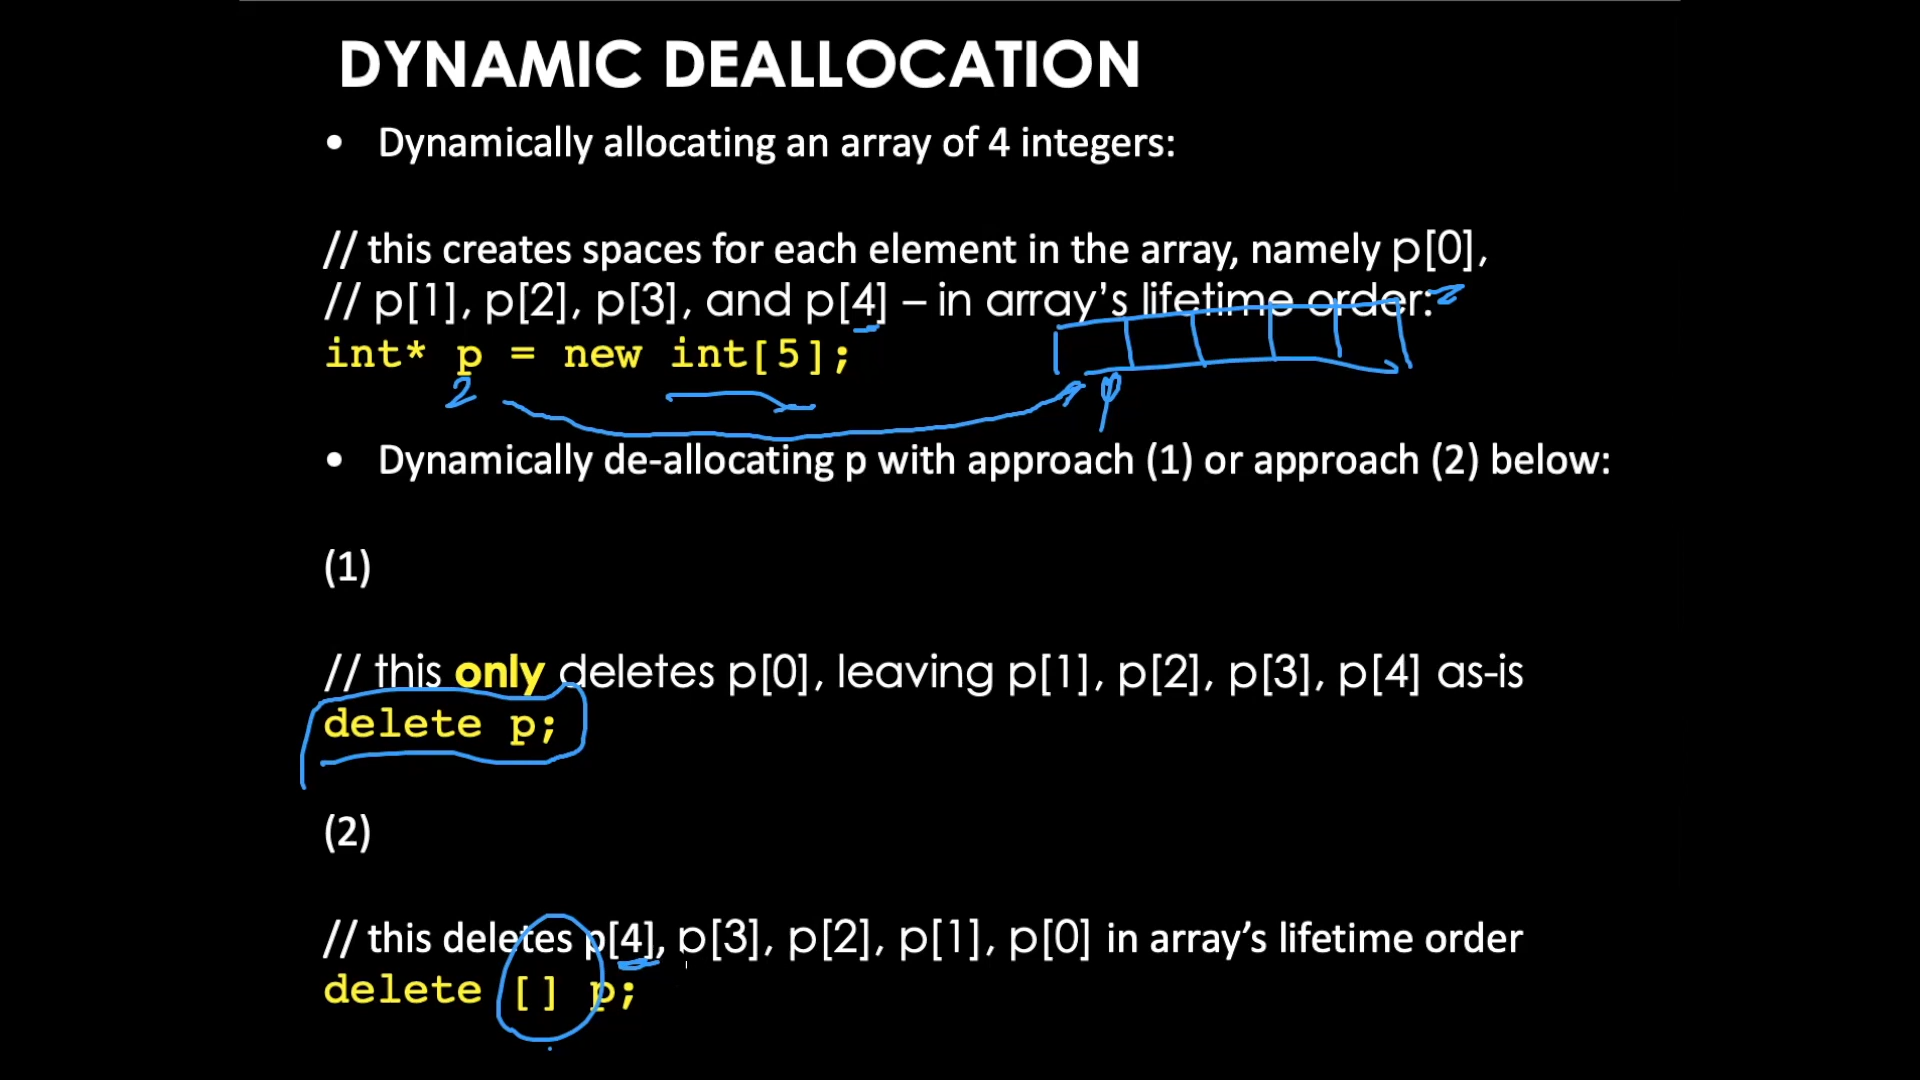 DYNAMIC DEALLOCATION
• Dynamically allocating an array of 4 integers:
// this creates spaces for each element in the array, namely p[0],
// p[1], p[2], p[3], and p[4] – in array’s lifetime order:
int* p = new int[5];
• Dynamically de-allocating p with approach (1) or approach (2) below:
(1)
// this only deletes p[0], leaving p[1], p[2], p[3], p[4] as-is
delete p;
(2)
// this deletes p[4], p[3], p[2], p[1], p[0] in array’s lifetime order
delete [] p;